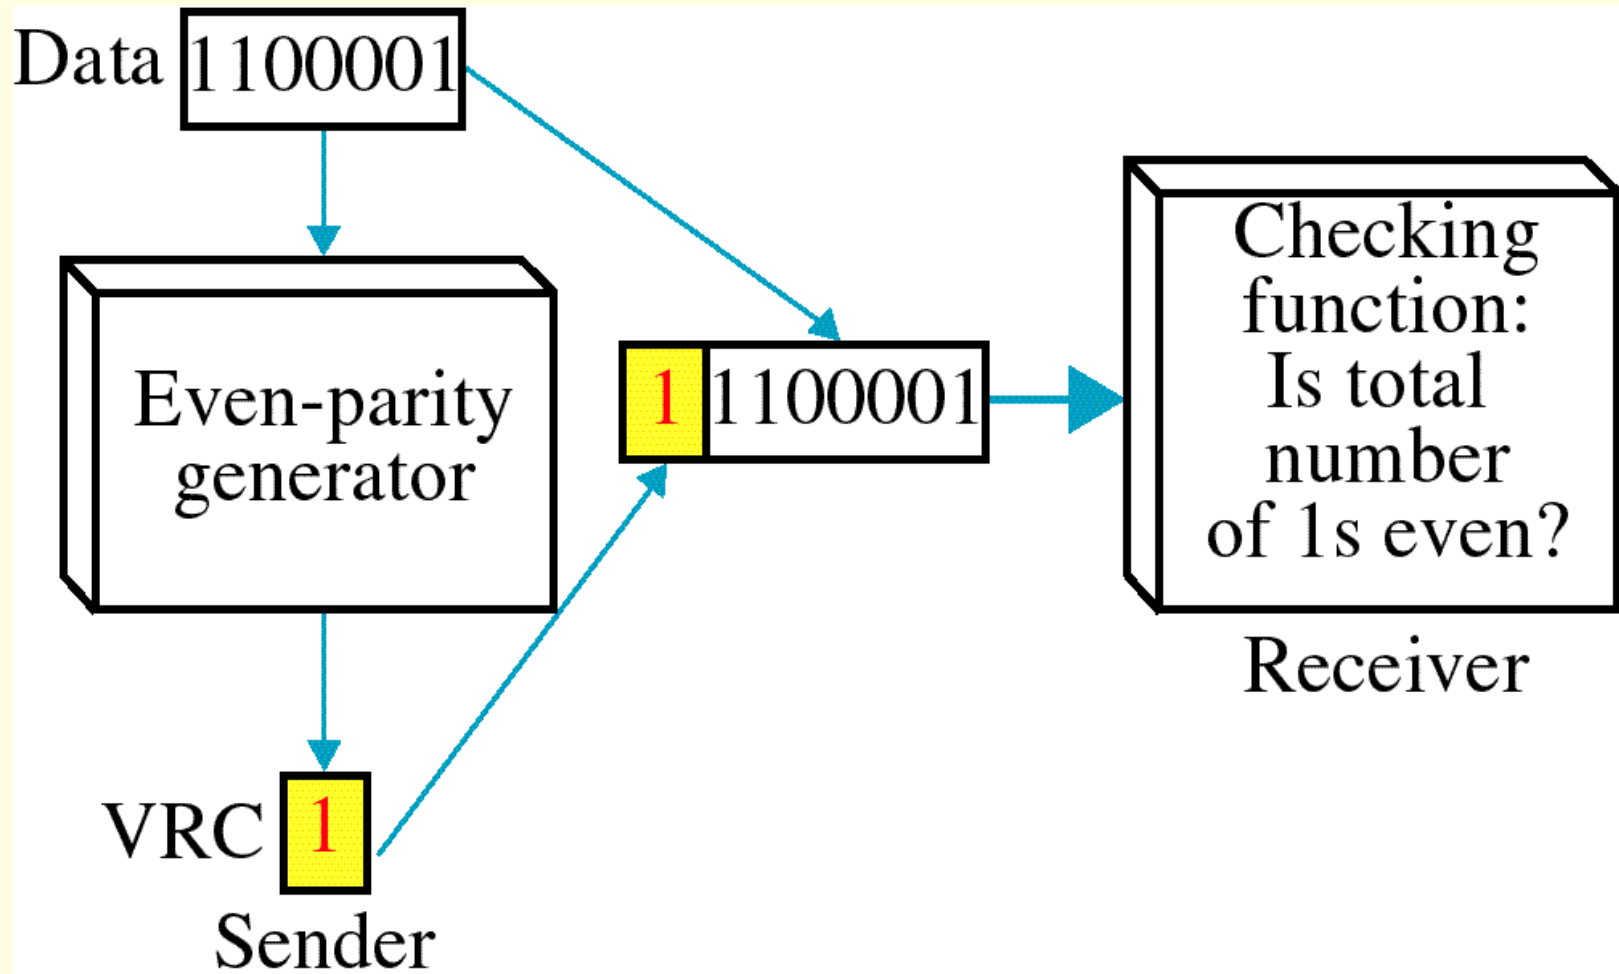 Data 1100001
Even-parity
generator
VRC 1
Sender
1 1100001
Checking
function:
Is total
number
of 1s even?
Receiver